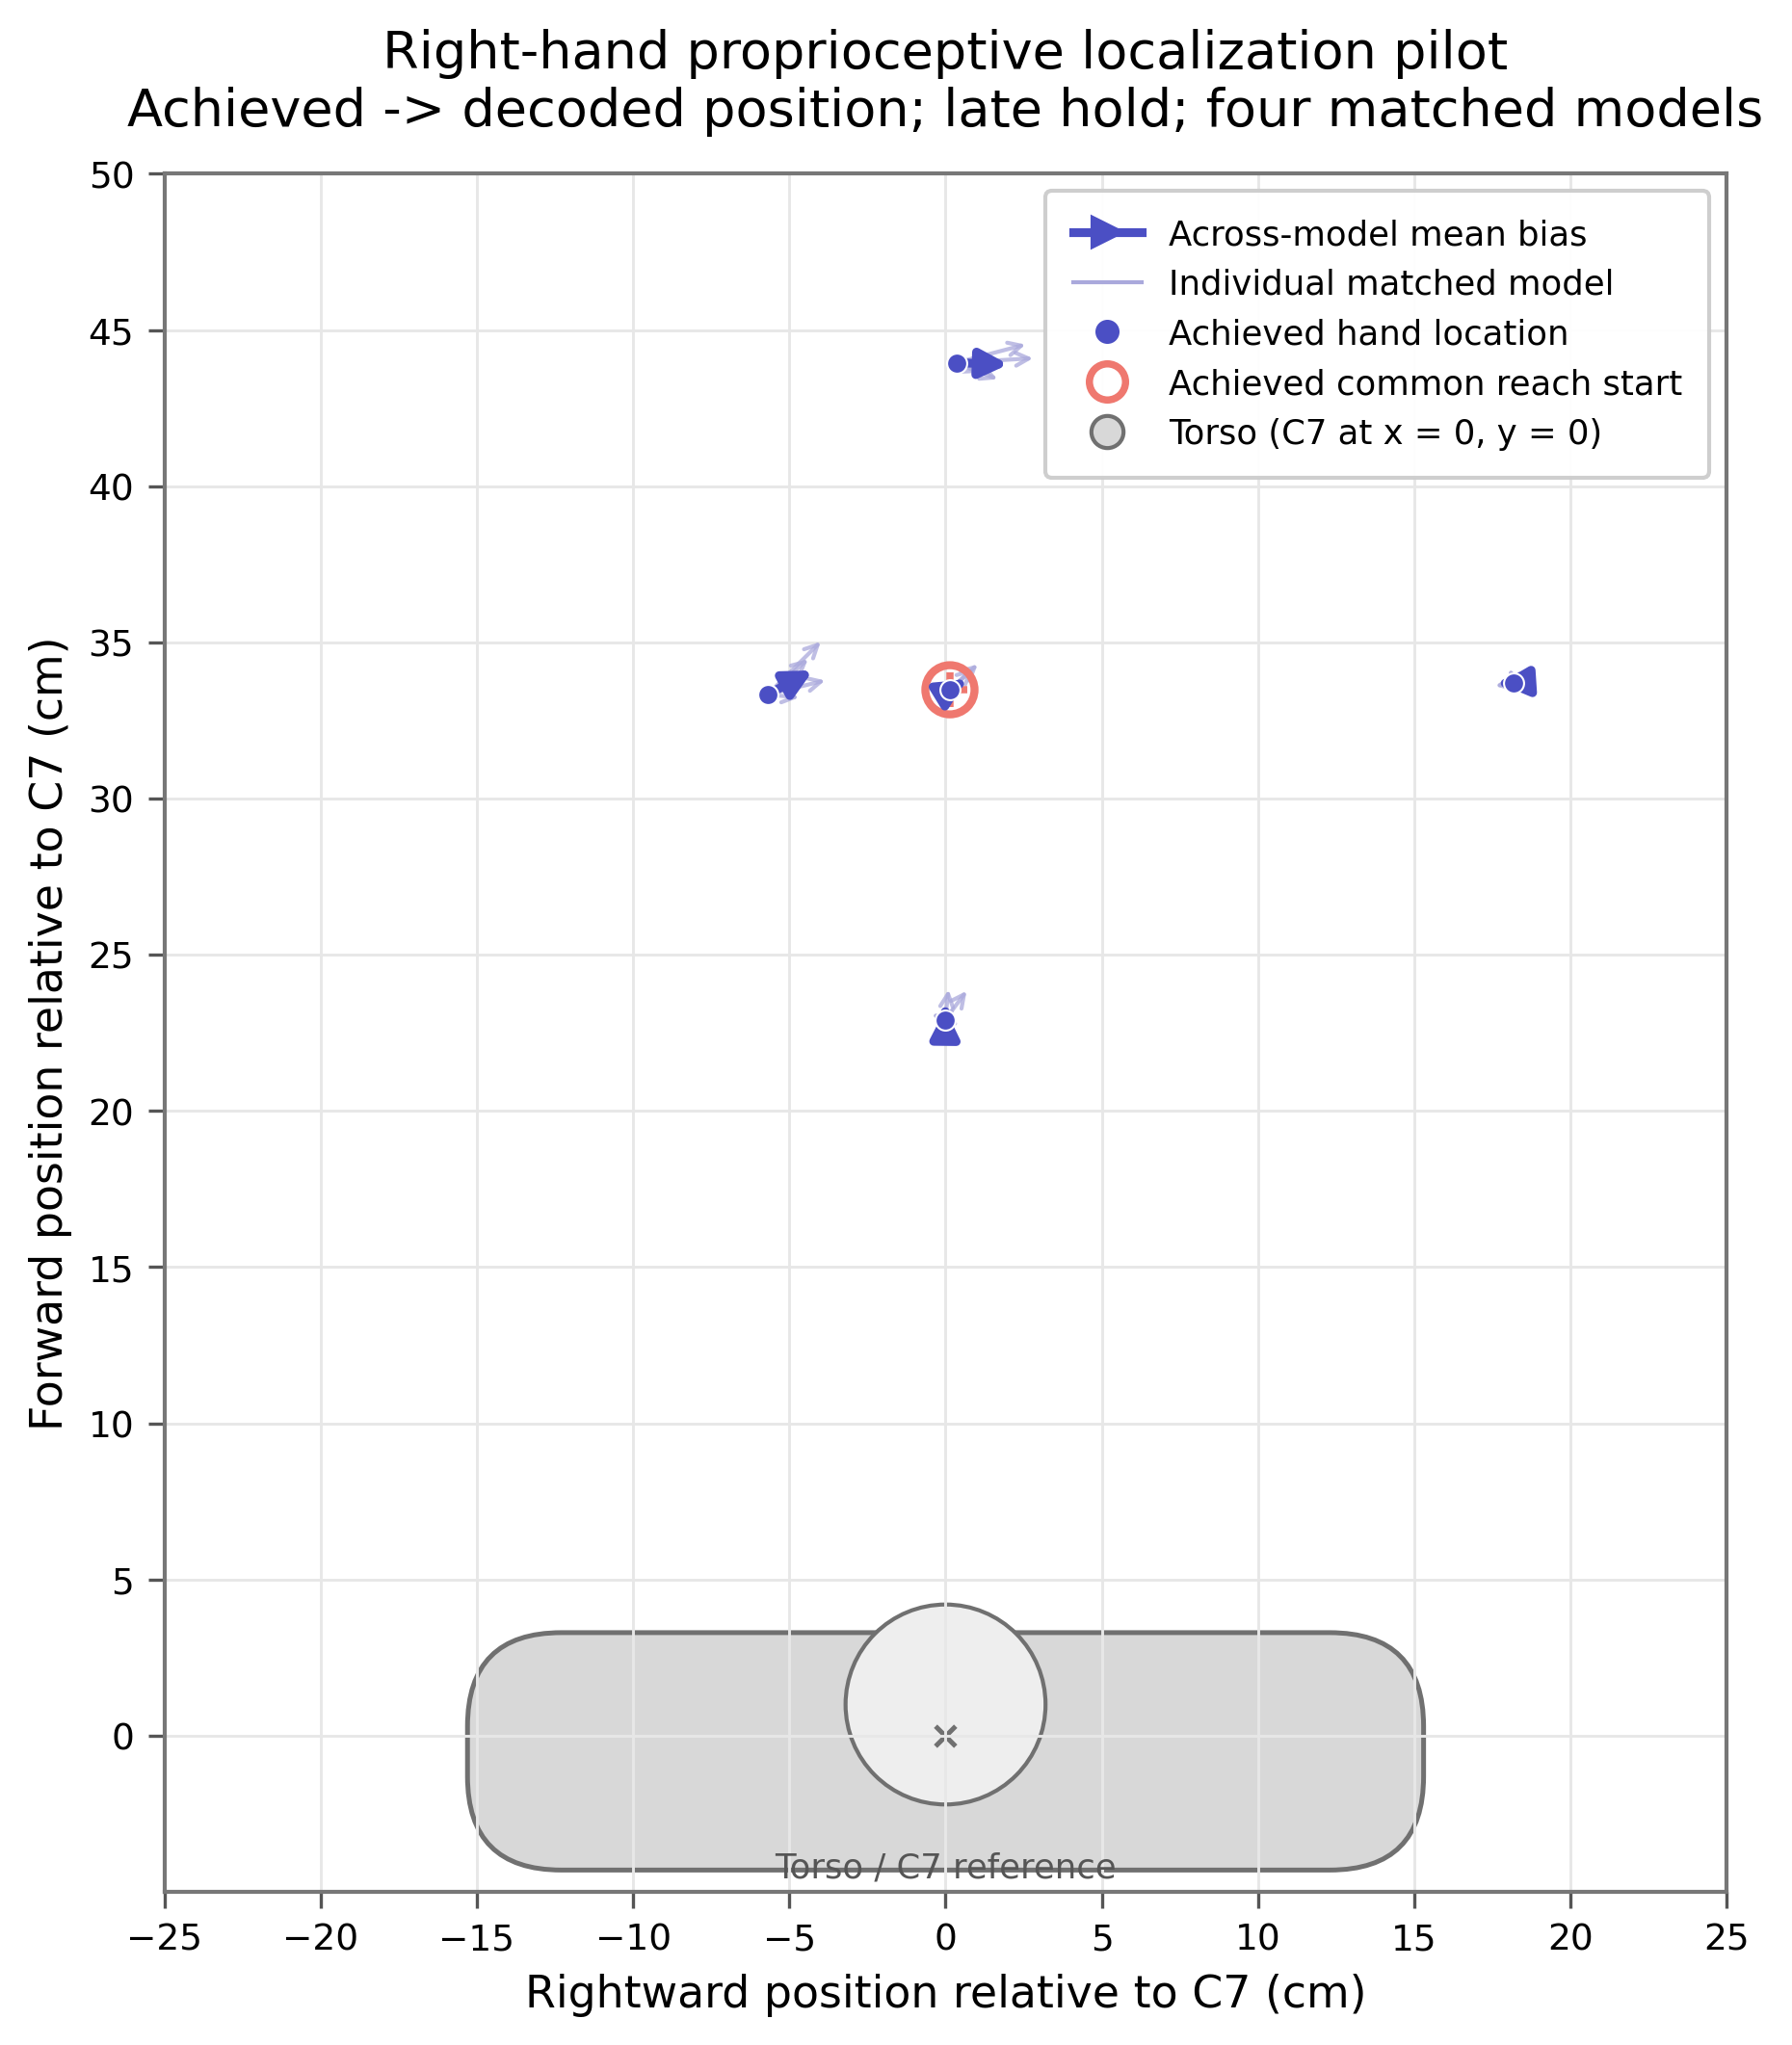 Right-hand proprioceptive localization pilot
Achieved -> decoded position; late hold; four matched models
50
45
40
35
30
25
20
15
10
5
0
Forward position relative to C7 (cm)
Across-model mean bias
Individual matched model
Achieved hand location
Achieved common reach start
Torso (C7 at x = 0, y = 0)
Torso / C7 reference
−25 −20 −15 −10 −5 0 5 10 15 20 25
Rightward position relative to C7 (cm)